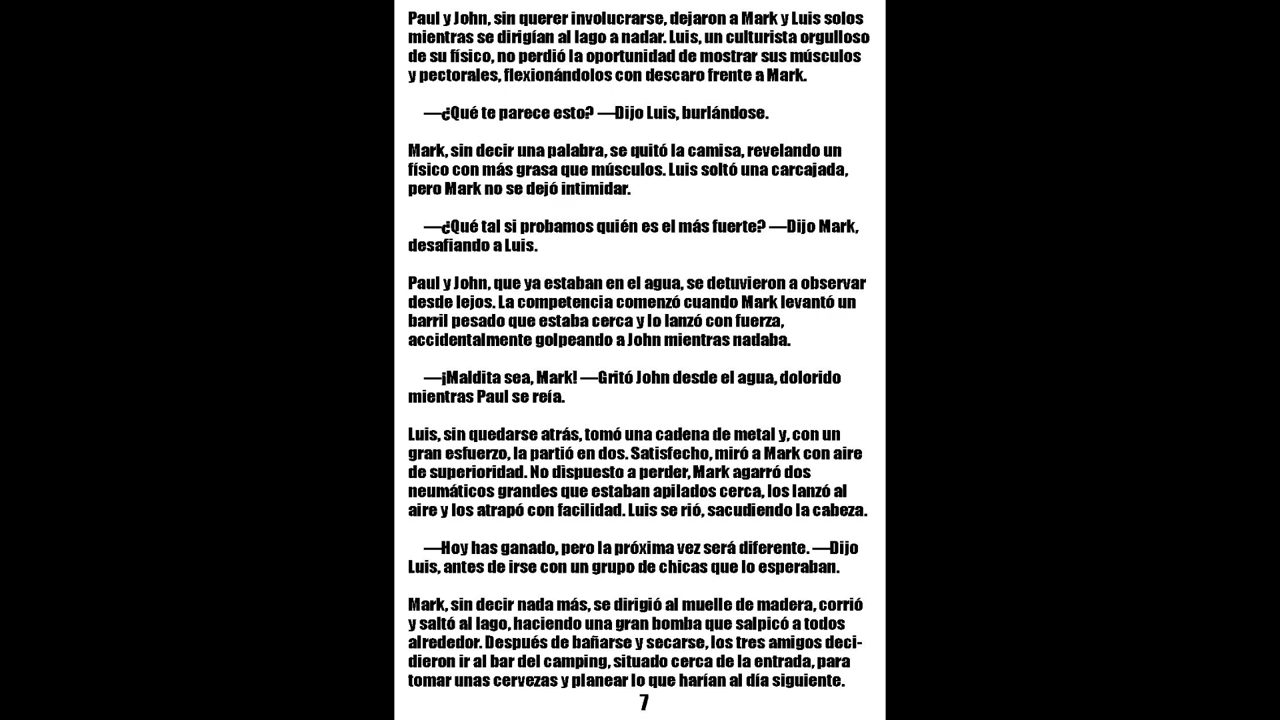 Paul y John, sin querer involucrarse, dejaron a Mark y Luis solos
mientras se dirigían al lago a nadar. Luis, un culturista orgulloso
de su físico, no perdió la oportunidad de mostrar sus músculos
y pectorales, flexionándolos con descaro frente a Mark.
—¿Qué te parece esto? —Dijo Luis, burlándose.
Mark, sin decir una palabra, se quitó la camisa, revelando un
físico con más grasa que músculos. Luis soltó una carcajada,
pero Mark no se dejó intimidar.
—¿Qué tal si probamos quién es el más fuerte? —Dijo Mark,
desafiando a Luis.
Paul y John, que ya estaban en el agua, se detuvieron a observar
desde lejos. La competencia comenzó cuando Mark levantó un
barril pesado que estaba cerca y lo lanzó con fuerza,
accidentalmente golpeando a John mientras nadaba.
—¡Maldita sea, Mark! —Gritó John desde el agua, dolorido
mientras Paul se reía.
Luis, sin quedarse atrás, tomó una cadena de metal y, con un
gran esfuerzo, la partió en dos. Satisfecho, miró a Mark con aire
de superioridad. No dispuesto a perder, Mark agarró dos
neumáticos grandes que estaban apilados cerca, los lanzó al
aire y los atrapó con facilidad. Luis se rió, sacudiendo la cabeza.
—Hoy has ganado, pero la próxima vez será diferente. —Dijo
Luis, antes de irse con un grupo de chicas que lo esperaban.
Mark, sin decir nada más, se dirigió al muelle de madera, corrió
y saltó al lago, haciendo una gran bomba que salpicó a todos
alrededor. Después de bañarse y secarse, los tres amigos deci-
dieron ir al bar del camping, situado cerca de la entrada, para
tomar unas cervezas y planear lo que harían al día siguiente.
7